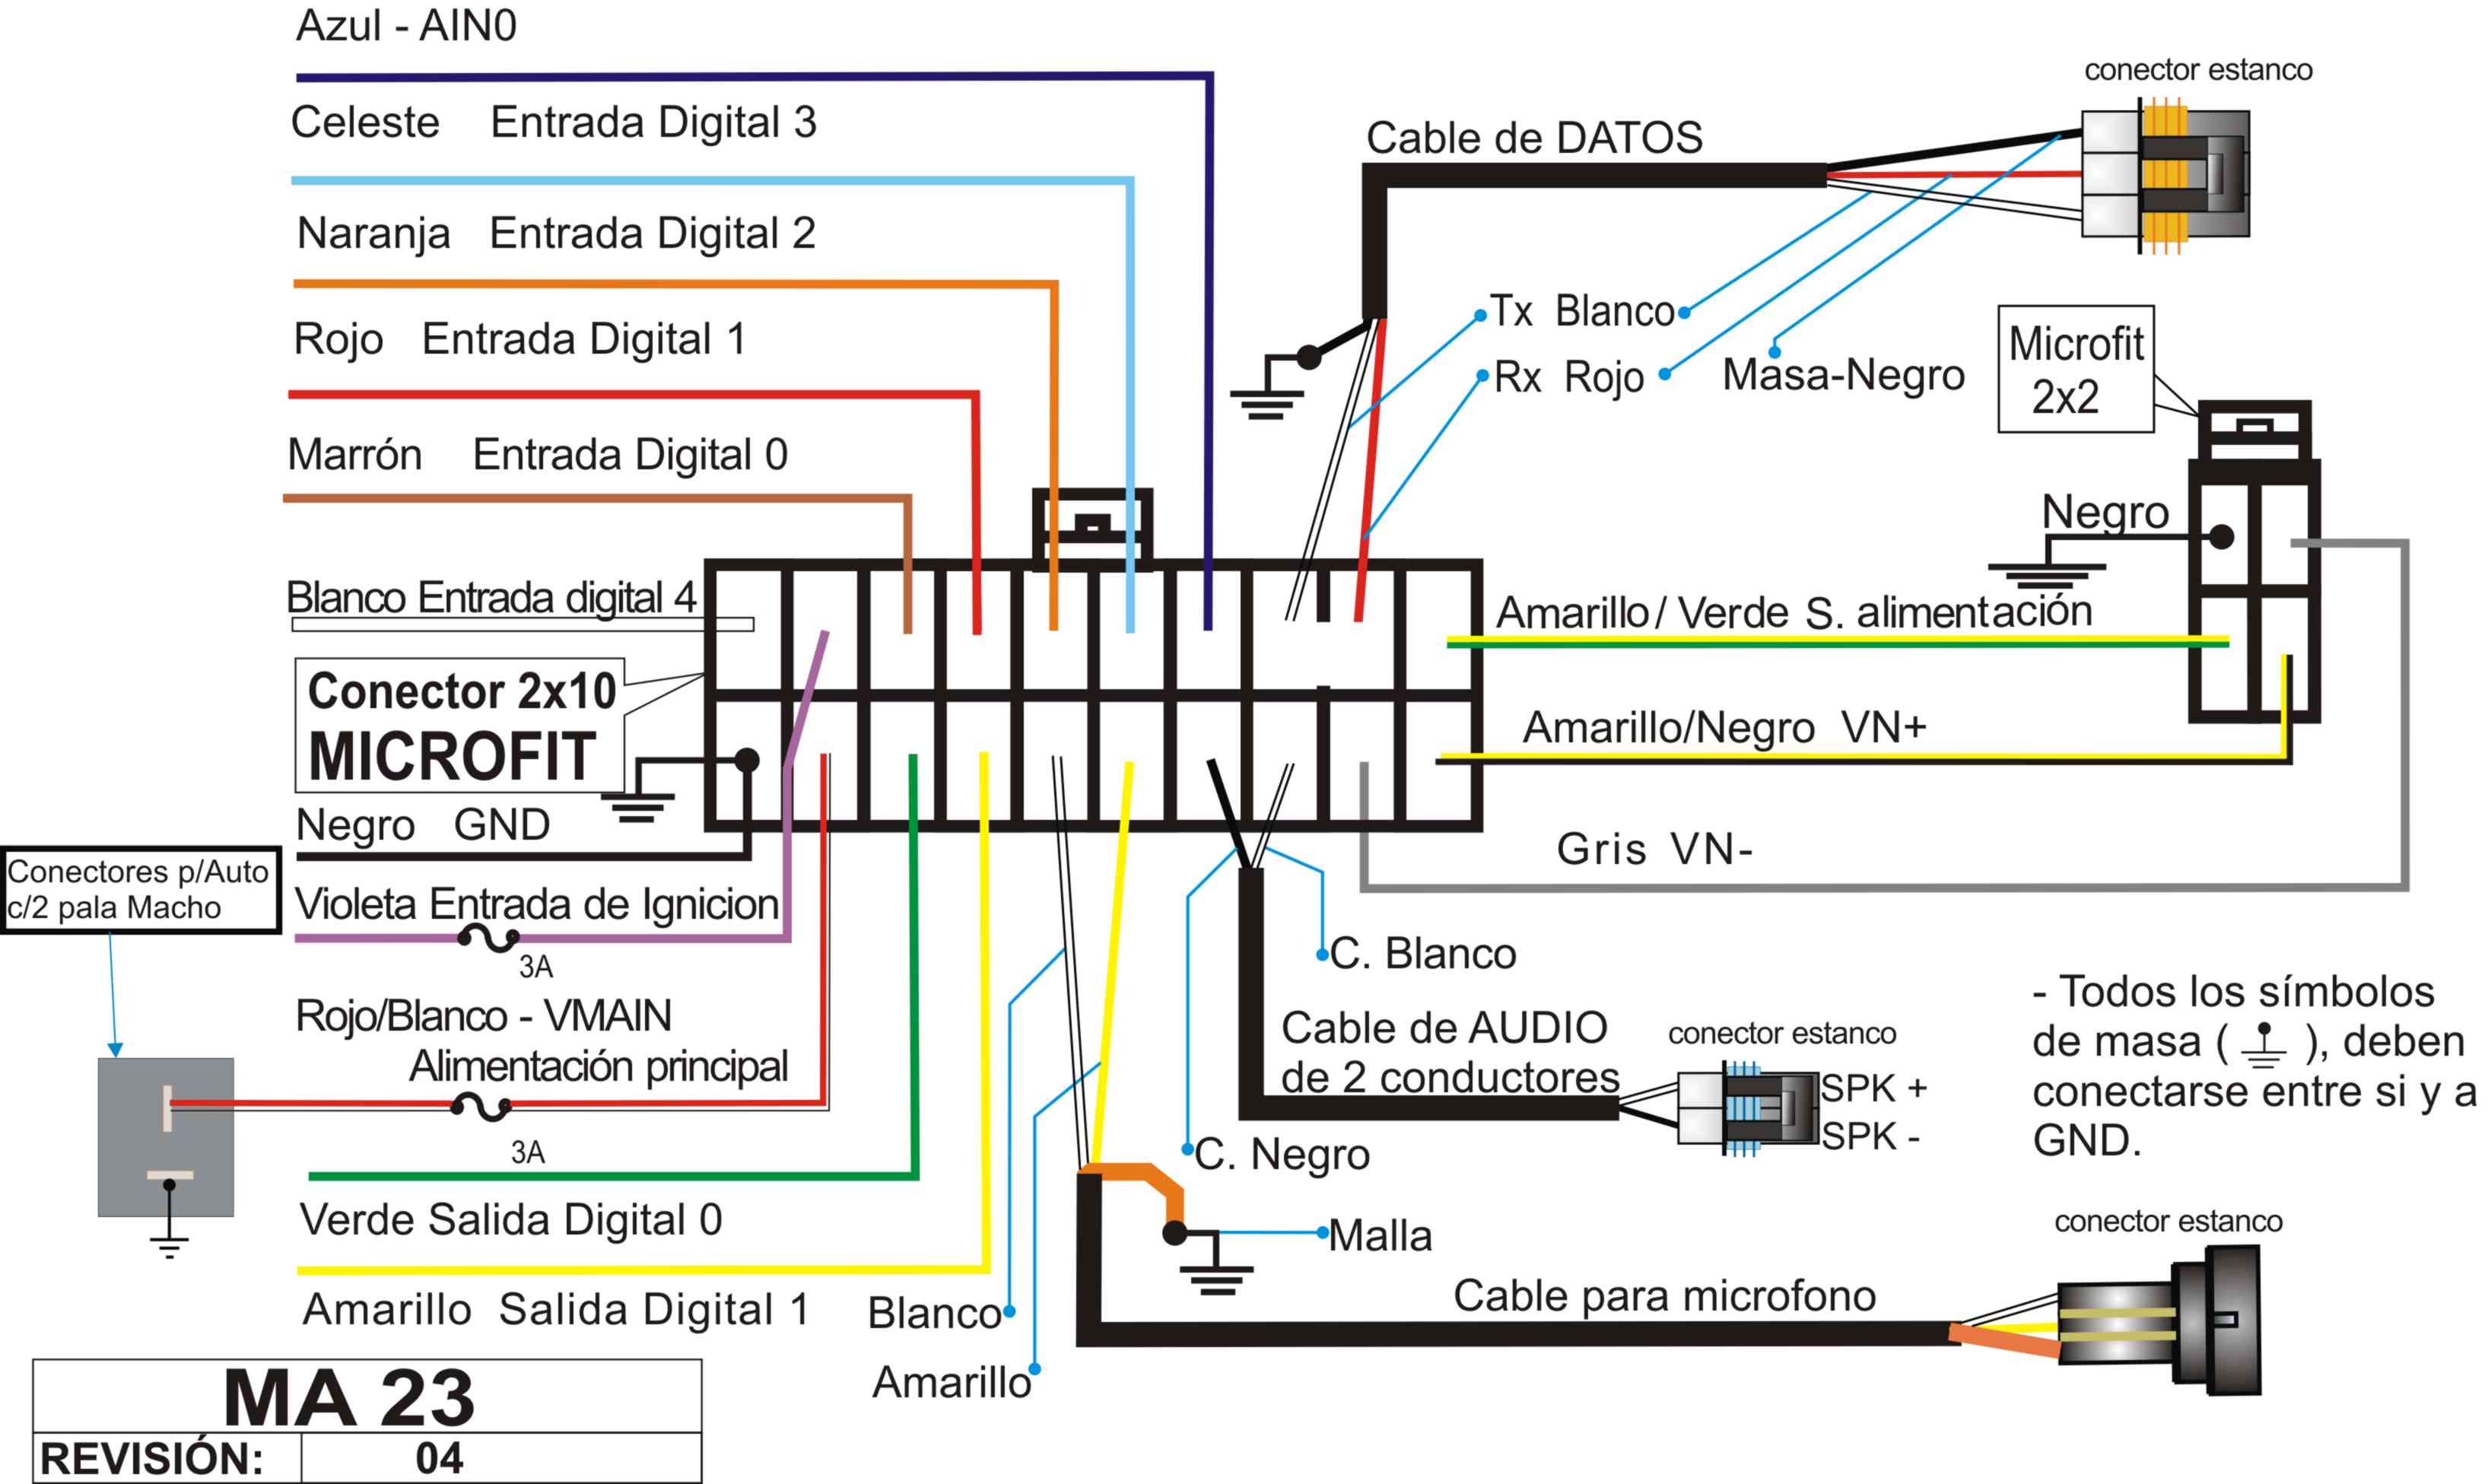 Azul - AIN0
Celeste Entrada Digital 3
Naranja Entrada Digital 2
Rojo Entrada Digital 1
Marrón Entrada Digital 0
Blanco Entrada digital 4
Conector 2x10
MICROFIT
Negro GND
Conectores p/Auto
c/2 pala Macho
Violeta Entrada de Ignicion
3A
Rojo/Blanco - VMAIN
Alimentación principal
3A
Verde Salida Digital 0
Amarillo Salida Digital 1
Blanco
Amarillo
MA 23
REVISIÓN: 04
conector estanco
Cable de DATOS
Tx Blanco
Rx Rojo
Masa-Negro
Microfit
2x2
Negro
Amarillo/ Verde S. alimentación
Amarillo/Negro VN+
Gris VN-
C. Blanco
Cable de AUDIO
de 2 conductores
conector estanco
SPK +
SPK -
C. Negro
Malla
- Todos los símbolos
de masa ( ), deben
conectarse entre si y a
GND.
Cable para microfono
conector estanco